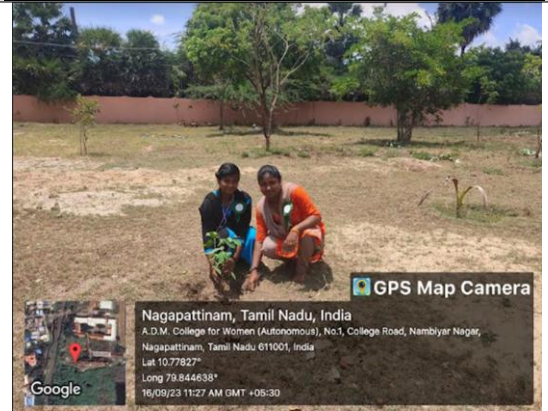 GPS Map Camera
Nagapattinam, Tamil Nadu, India
A.D.M. College for Women (Autonomous), No.1, College Road, Nambiyar Nagar,
Nagapattinam, Tamil Nadu 611001, India
Lat 10.77827°
Long 79.844638°
16/09/23 11:27 AM GMT +05:30
Google